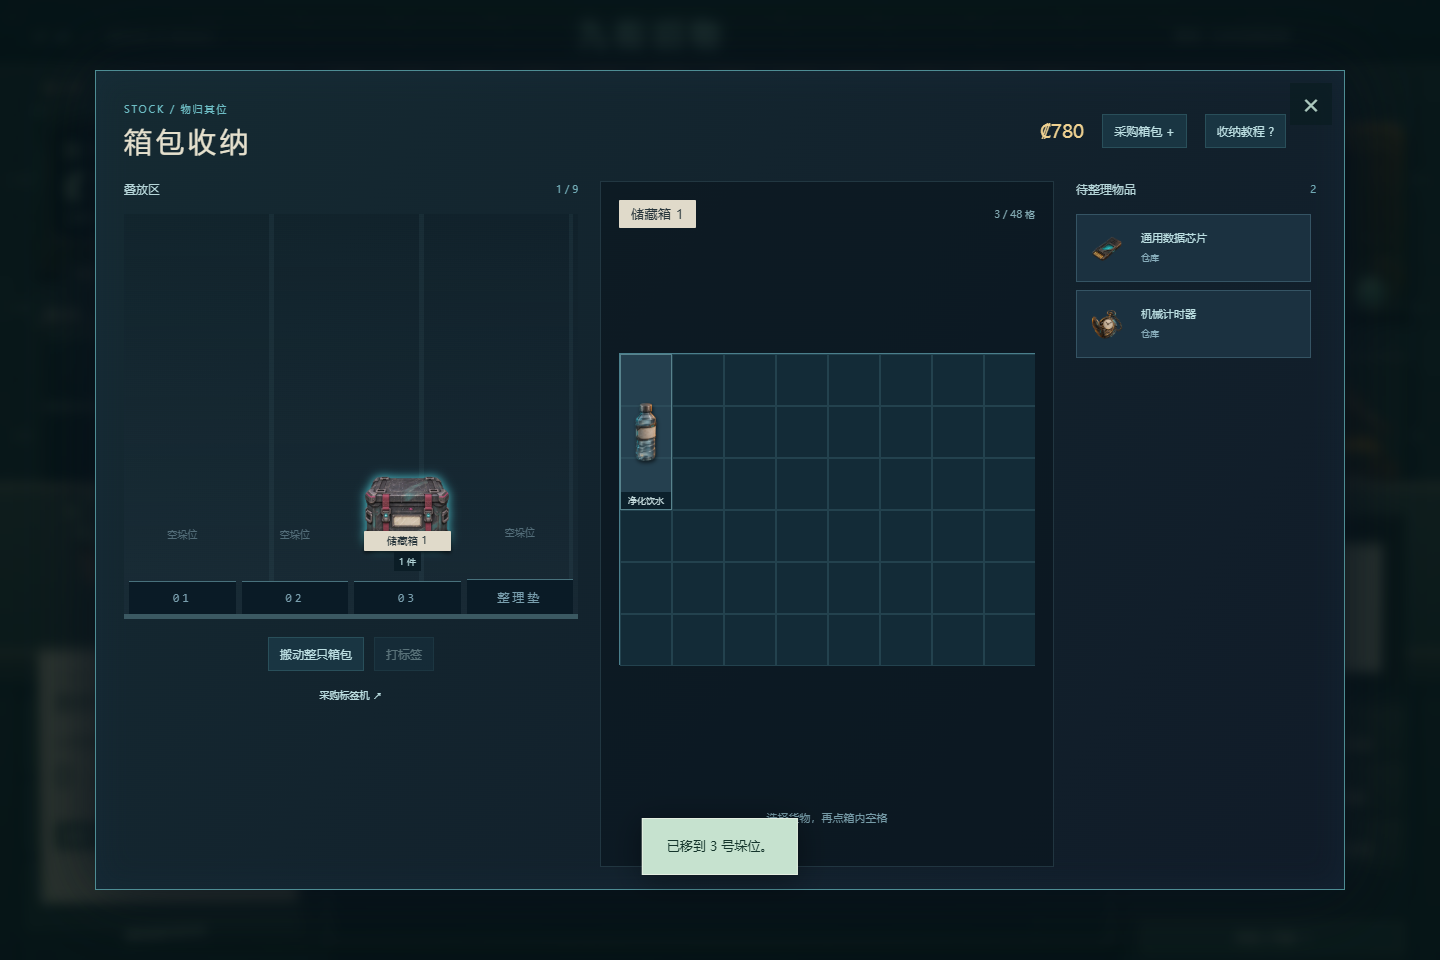 STOCK / 物归其位
箱包收纳
₡780
采购箱包 +
收纳教程 ?
×
叠放区
1 / 9
空垛位
空垛位
储藏箱 1
1 件
空垛位
01
02
03
整理垫
搬动整只箱包
打标签
采购标签机 ↗
储藏箱 1
3 / 48 格
净化饮水
选择货物，再点箱内空格
已移到 3 号垛位。
待整理物品
2
通用数据芯片
仓库
机械计时器
仓库